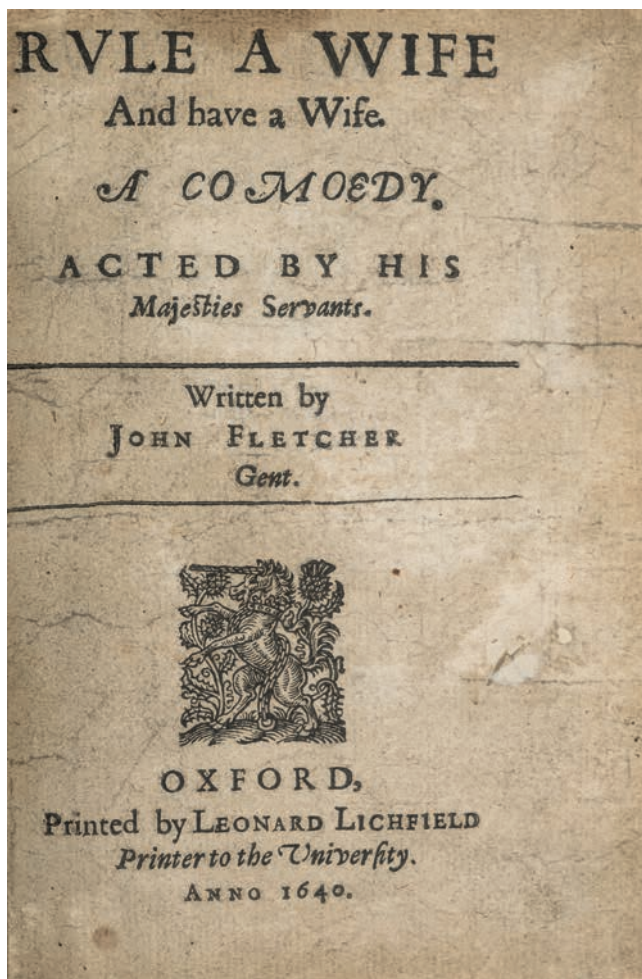 RVLE A WIFE
And have a Wife.
A COMOEDY.
ACTED BY HIS
Majeſties Servants.
Written by
JOHN FLETCHER
Gent.
OXFORD,
Printed by LEONARD LICHFIELD
Printer to the Univerſity.
ANNO 1640.